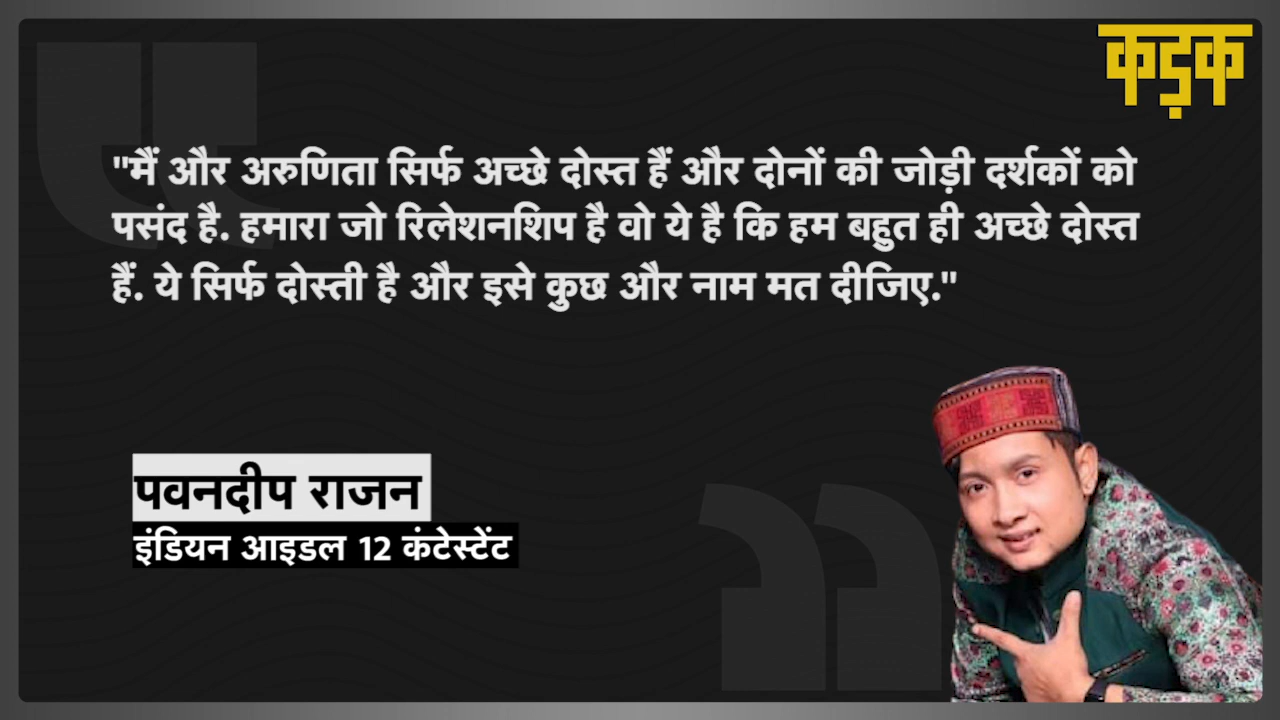 कड़क
"मैं और अरुणिता सिर्फ अच्छे दोस्त हैं और दोनों की जोड़ी दर्शकों को
पसंद है. हमारा जो रिलेशनशिप है वो ये है कि हम बहुत ही अच्छे दोस्त
हैं. ये सिर्फ दोस्ती है और इसे कुछ और नाम मत दीजिए."
पवनदीप राजन
इंडियन आइडल 12 कंटेस्टेंट